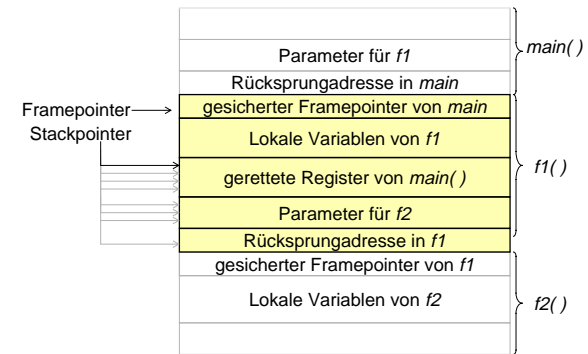 Parameter für f1
main( )
Rücksprungadresse in main
Framepointer
gesicherter Framepointer von main
Stackpointer
Lokale Variablen von f1
gerettete Register von main( )
f1( )
Parameter für f2
Rücksprungadresse in f1
gesicherter Framepointer von f1
Lokale Variablen von f2
f2( )